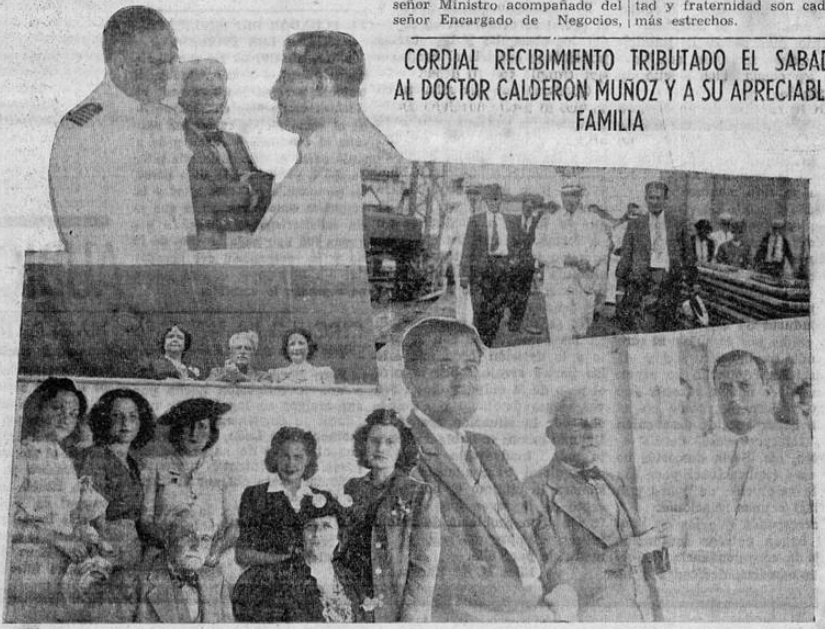 señor Ministro acompañado del
señor Encargado de Negocios,
tad y fraternidad son cad
más estrechos.
CORDIAL RECIBIMIENTO TRIBUTADO EL SABAD
AL DOCTOR CALDERON MUÑOZ Y A SU APRECIABL
FAMILIA